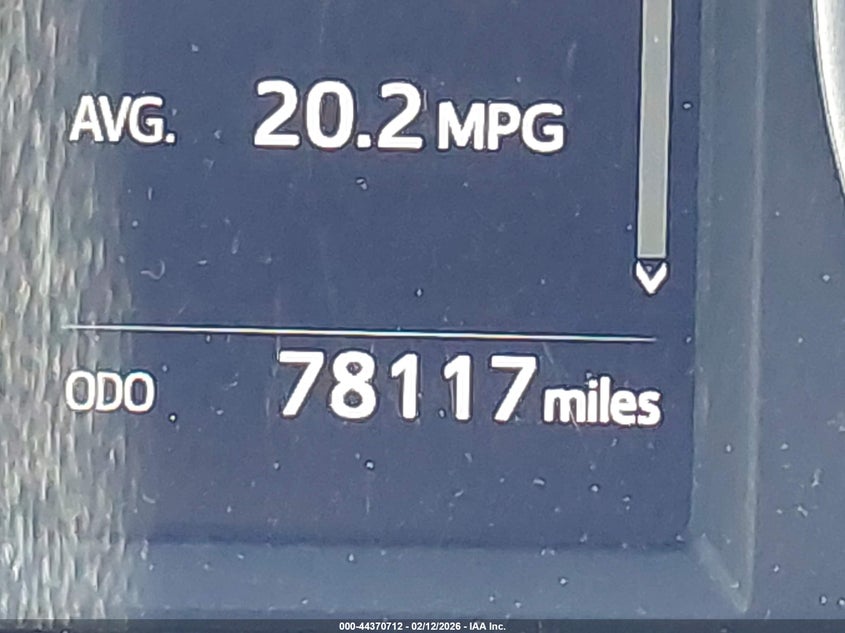 AVG. 20.2 MPG
ODO 78117 miles
000-44370712 - 02/12/2026 - IAA Inc.